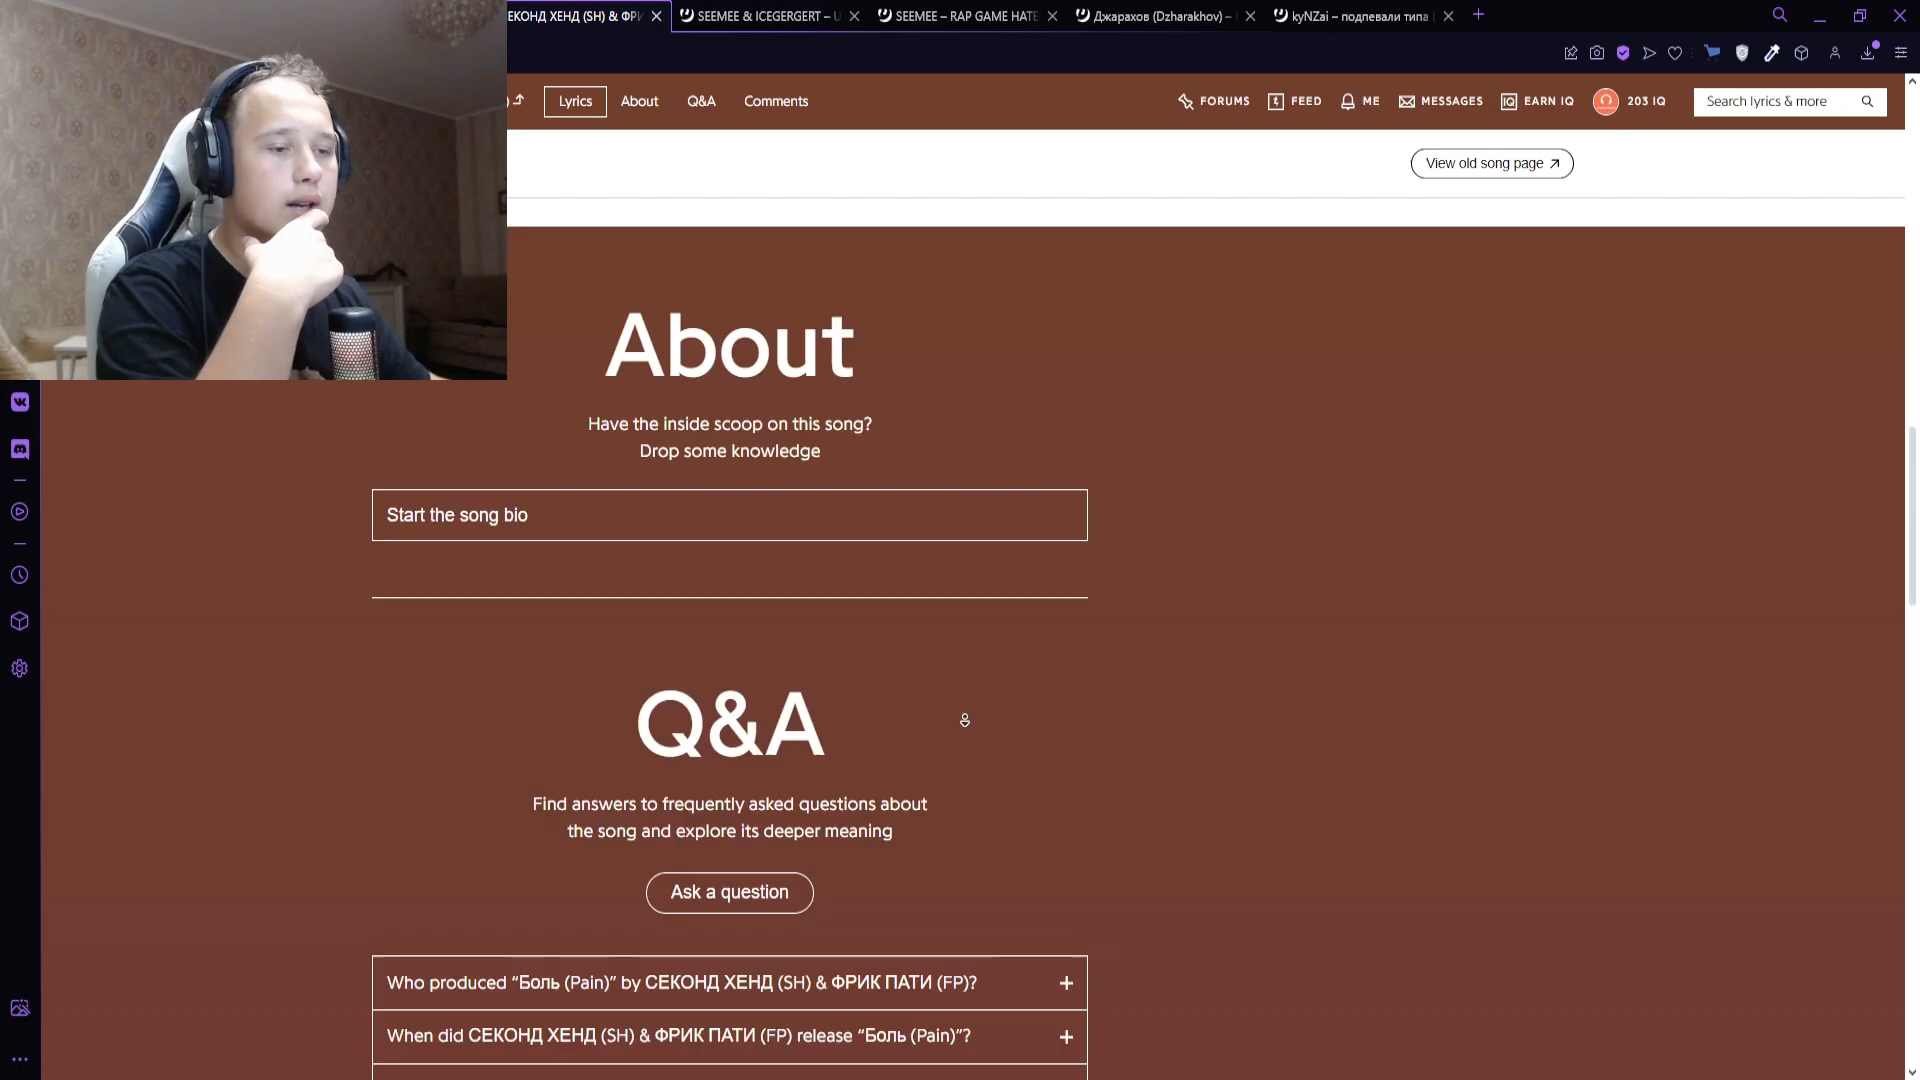 ЕКОНД ХЕНД (SH) & ФРИ
SEEMEE & ICEGERGERT – U
SEEMEE – RAP GAME HATE
Джарахов (Dzharakhov) –
kyNZai – подпевали типа
Lyrics
About
Q&A
Comments
FORUMS
FEED
ME
MESSAGES
EARN IQ
203 IQ
Search lyrics & more
View old song page
About
Have the inside scoop on this song?
Drop some knowledge
Start the song bio
Q&A
Find answers to frequently asked questions about
the song and explore its deeper meaning
Ask a question
Who produced “Боль (Pain)” by СЕКОНД ХЕНД (SH) & ФРИК ПАТИ (FP)?
When did СЕКОНД ХЕНД (SH) & ФРИК ПАТИ (FP) release “Боль (Pain)”?